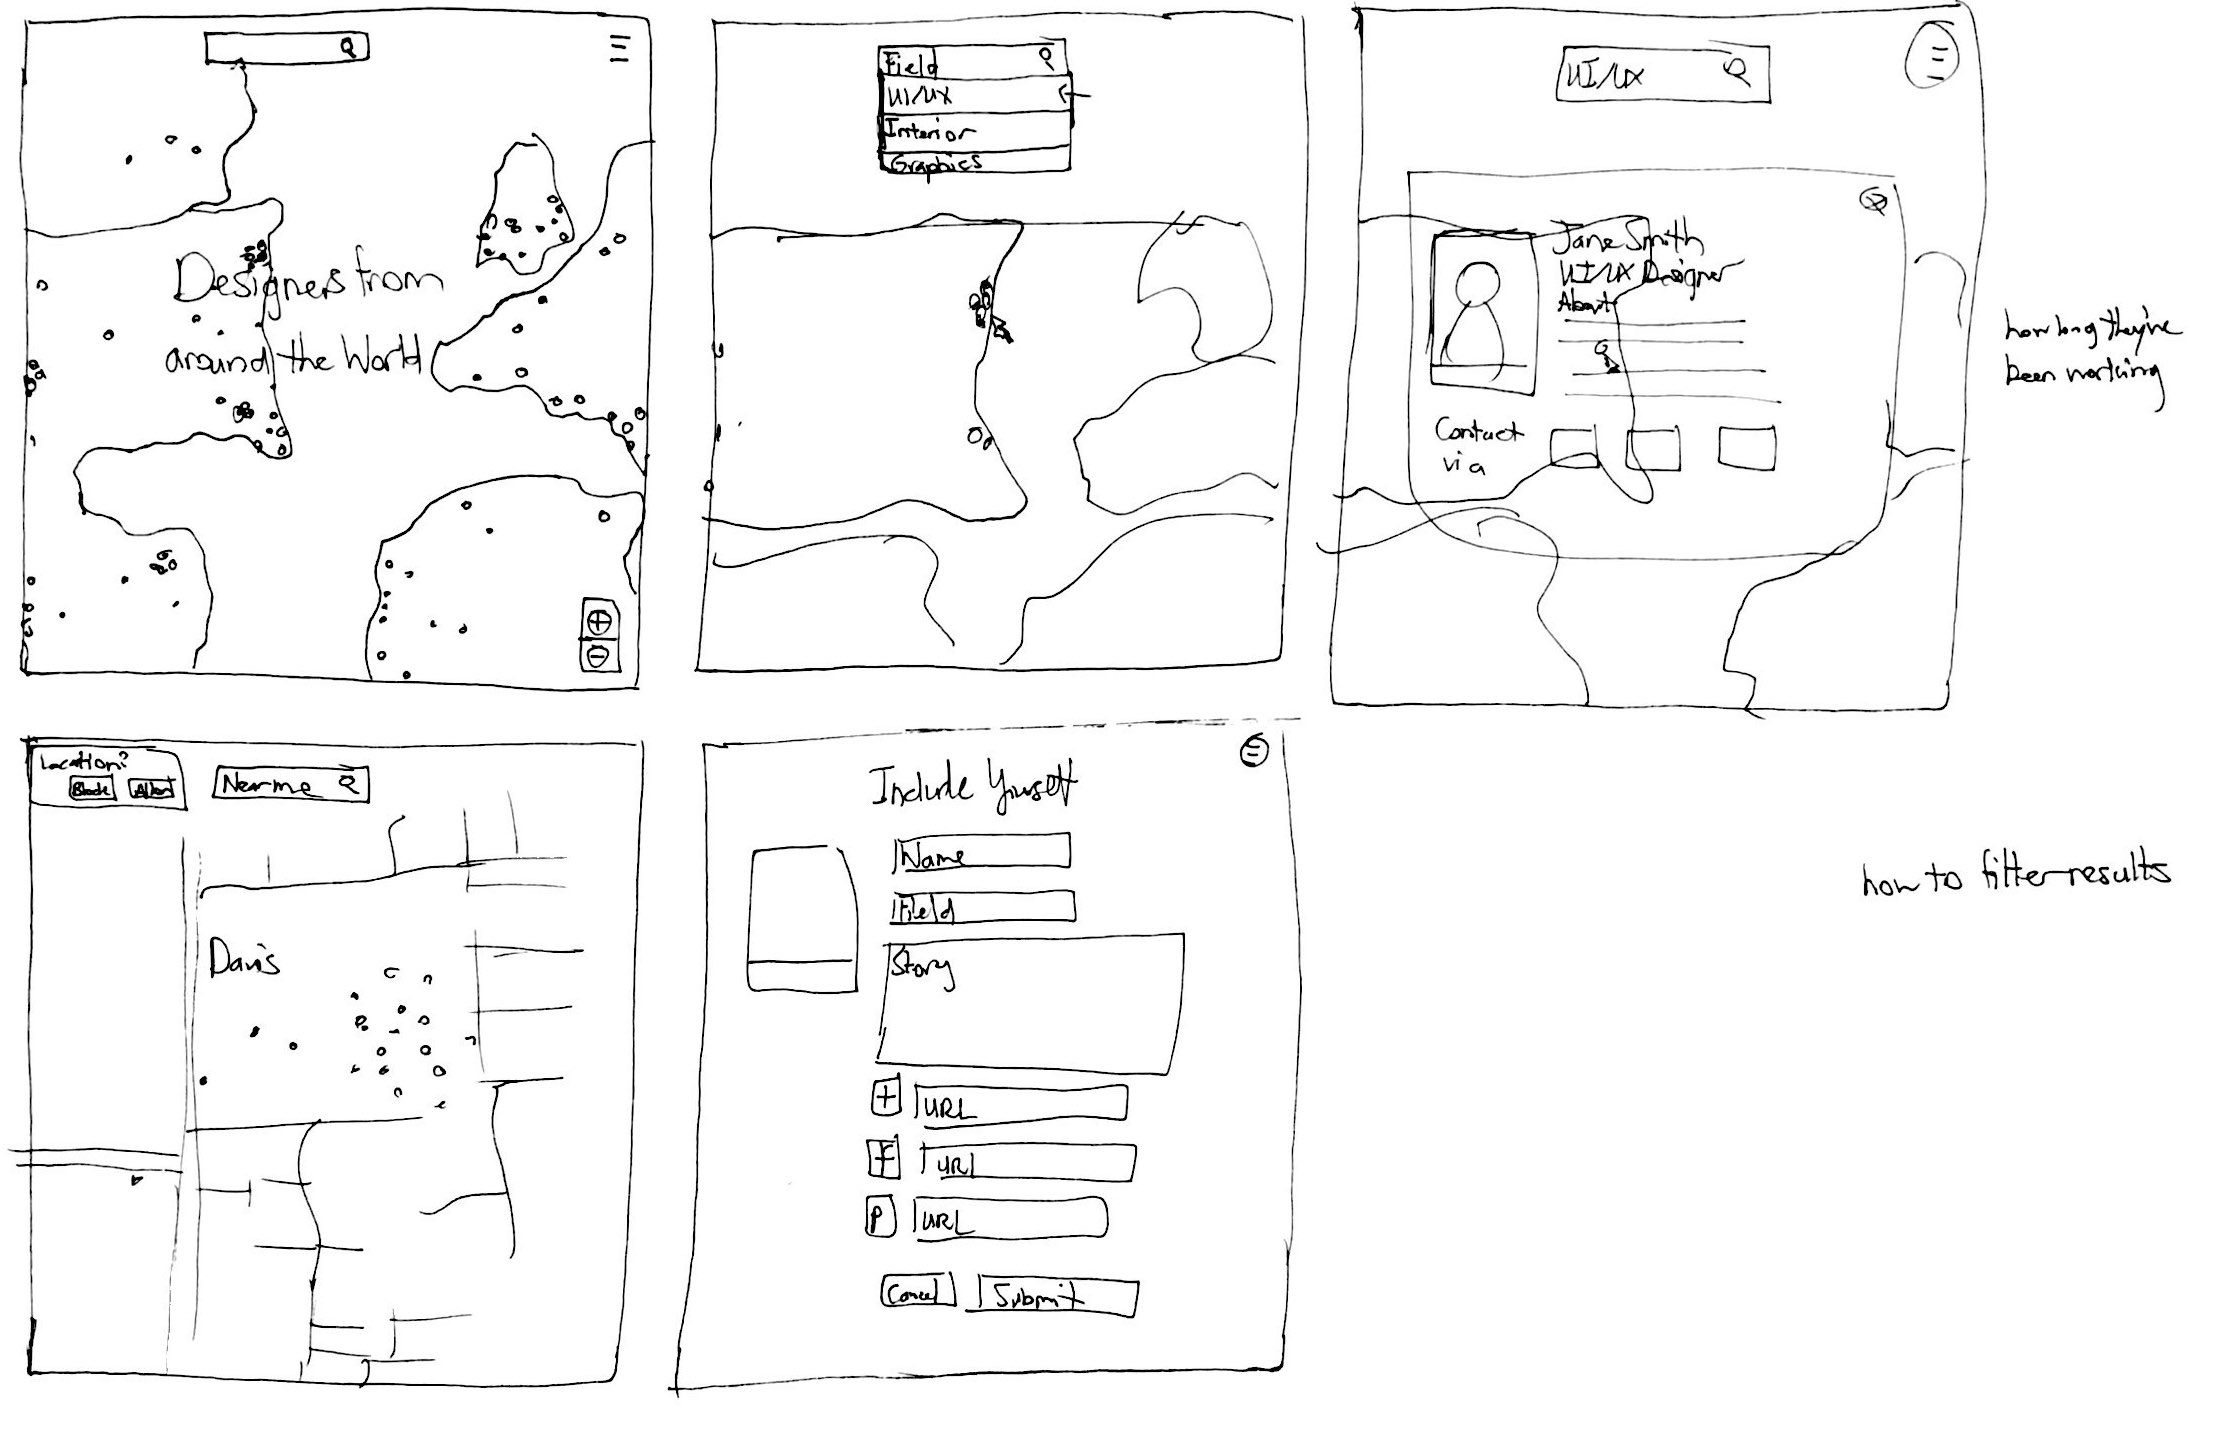 Designers from
around the World
Field
UI/UX
Interior
Graphics
UI/UX
Jane Smith
UI/UX Designer
About
Contact
via
how long they've
been working
Location?
Block
Allow
Near me
Davis
Include Yourself
Name
Field
Story
+
URL
f
URL
P
URL
Cancel
Submit
how to filter results